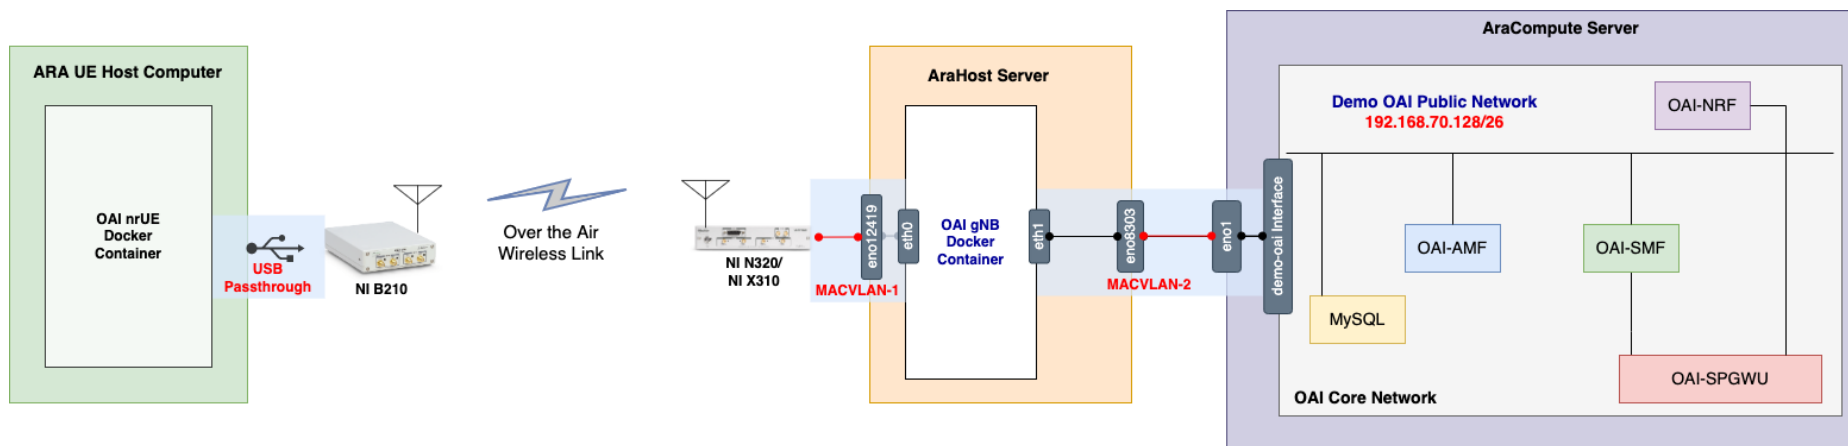 ARA UE Host Computer
OAI nrUE
Docker
Container
USB
Passthrough
NI B210
Over the Air
Wireless Link
NI N320/
NI X310
AraHost Server
MACVLAN-1
eno12419
eth0
OAI gNB
Docker
Container
eth1
eno8303
MACVLAN-2
eno1
demo-oai Interface
AraCompute Server
Demo OAI Public Network
192.168.70.128/26
OAI-NRF
OAI-AMF
OAI-SMF
MySQL
OAI-SPGWU
OAI Core Network